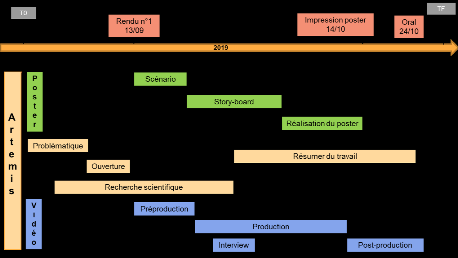 T0
TF
Rendu n°1
13/09
Impression poster
14/10
Oral
24/10
2019
Artemis
Poster
Scénario
Story-board
Réalisation du poster
Problématique
Résumer du travail
Ouverture
Recherche scientifique
Vidéo
Préproduction
Production
Interview
Post-production